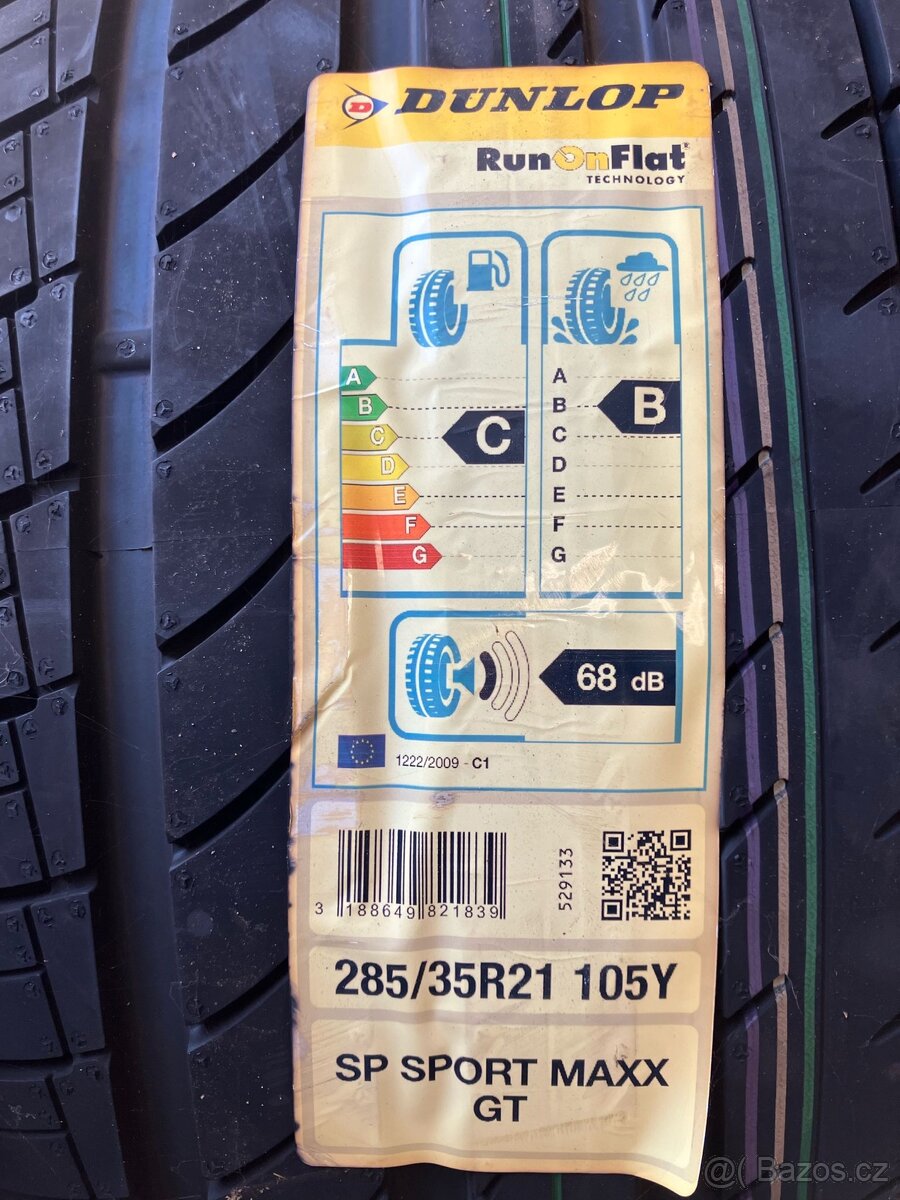 D DUNLOP
RunOnFlat®
TECHNOLOGY
A
B
C
D
E
F
G
C
A
B
C
D
E
F
G
B
68 dB
1222/2009 - C1
3 188649 821839
529133
285/35R21 105Y
SP SPORT MAXX
GT
@( Bazos.cz